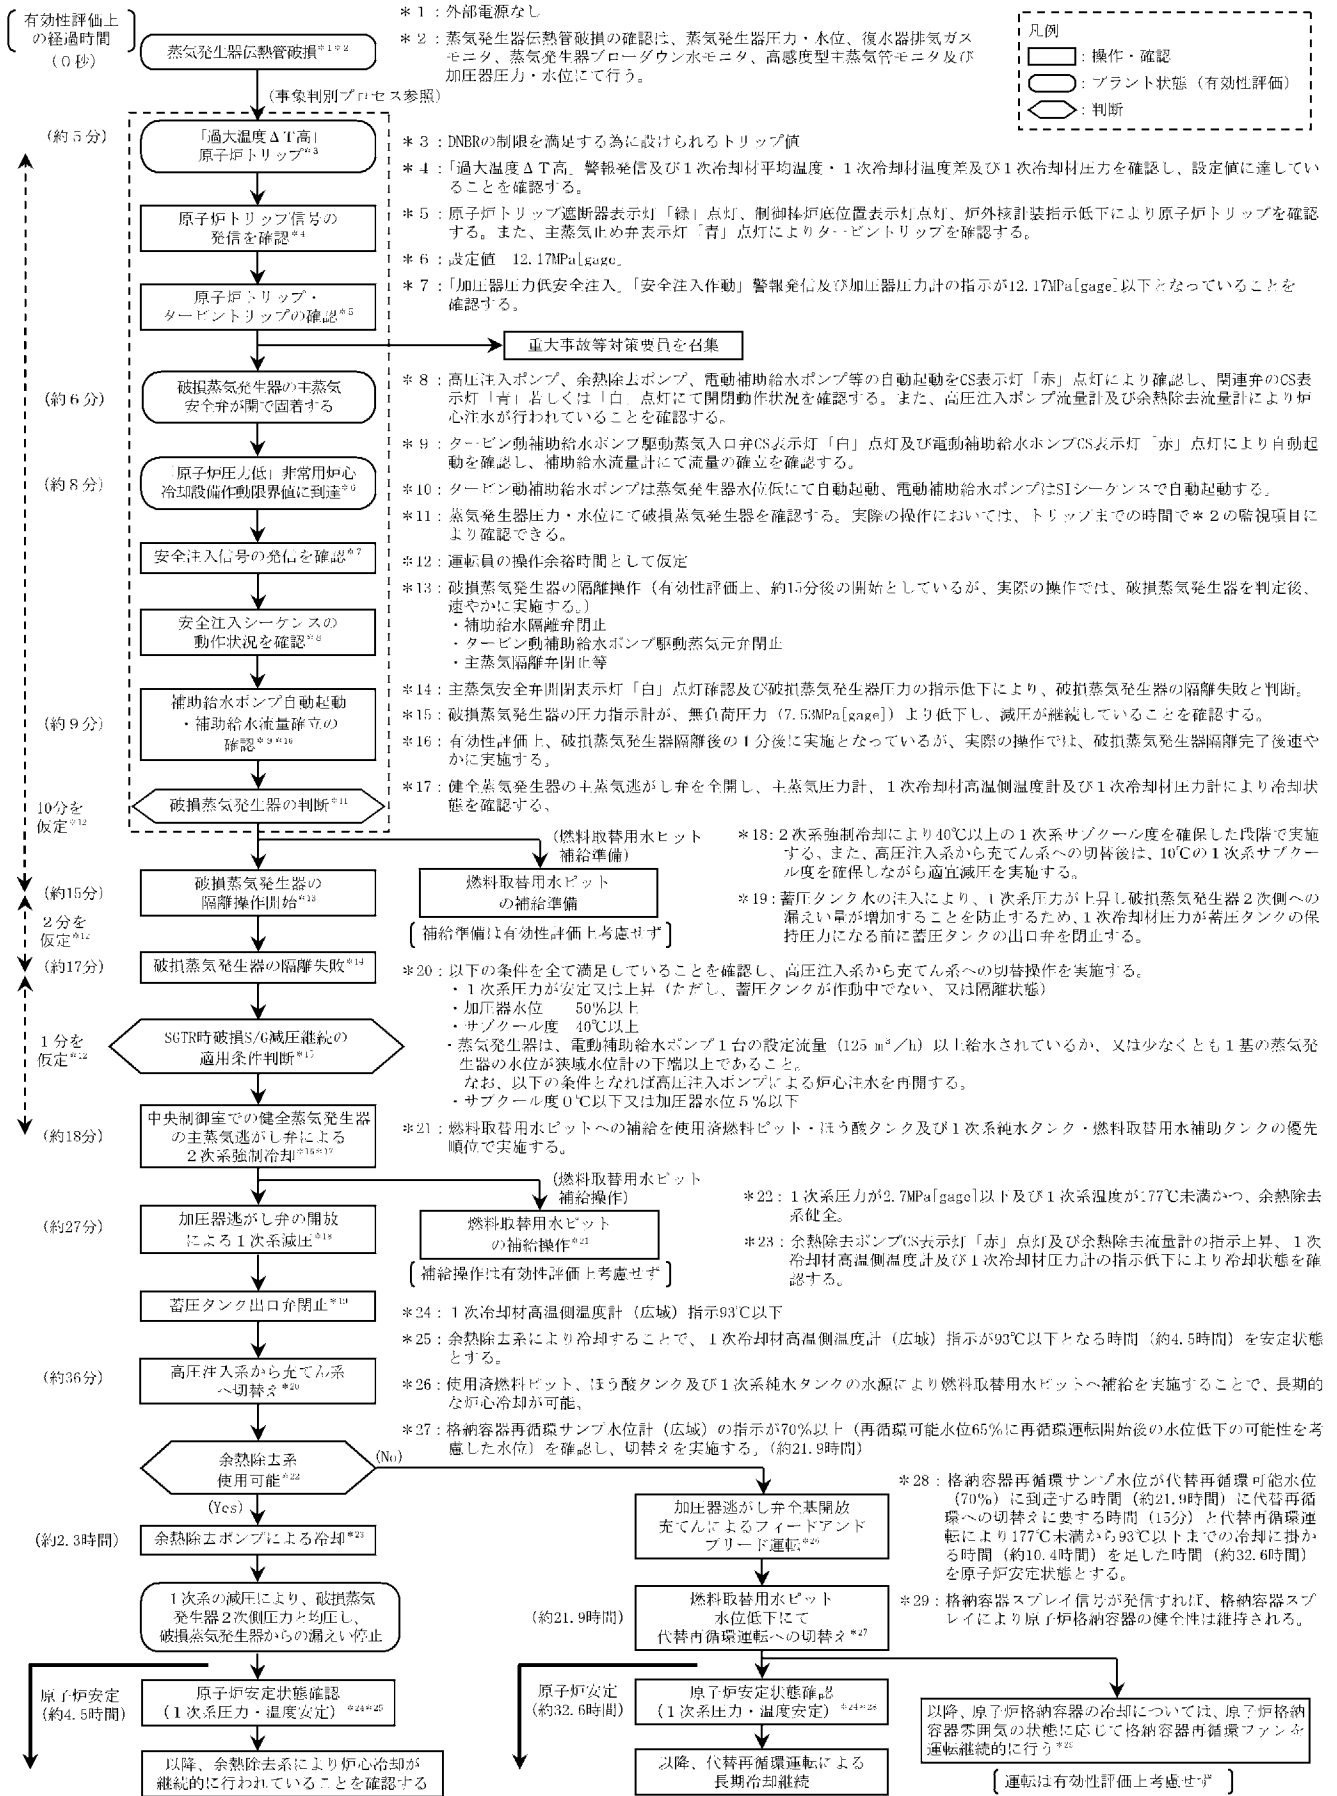 有効性評価上
の経過時間
(0秒)
蒸気発生器伝熱管破損*1*2
(事象判別プロセス参照)
*1:外部電源なし
*2:蒸気発生器伝熱管破損の確認は、蒸気発生器圧力・水位、復水器排気ガス
モニタ、蒸気発生器ブローダウン水モニタ、高感度型主蒸気管モニタ及び
加圧器圧力・水位にて行う。
凡例
:操作・確認
:プラント状態(有効性評価)
:判断
(約5分)
「過大温度ΔT高」
原子炉トリップ*3
原子炉トリップ信号の
発信を確認*4
原子炉トリップ・
タービントリップの確認*5
重大事故等対策要員を召集
*3:DNBRの制限を満足する為に設けられるトリップ値
*4:「過大温度ΔT高」警報発信及び1次冷却材平均温度・1次冷却材温度差及び1次冷却材圧力を確認し、設定値に達してい
ることを確認する。
*5:原子炉トリップ遮断器表示灯「緑」点灯、制御棒炉底位置表示灯点灯、炉外核計装指示低下により原子炉トリップを確認
する。また、主蒸気止め弁表示灯「青」点灯によりタービントリップを確認する。
*6:設定値 12.17MPa[gage]
*7:「加圧器圧力低安全注入」「安全注入作動」警報発信及び加圧器圧力計の指示が12.17MPa[gage]以下となっていることを
確認する。
(約6分)
破損蒸気発生器の主蒸気
安全弁が開で固着する
(約8分)
「原子炉圧力低」非常用炉心
冷却設備作動限界値に到達*6
安全注入信号の発信を確認*7
安全注入シーケンスの
動作状況を確認*8
(約9分)
補助給水ポンプ自動起動
・補助給水流量確立の
確認*9*10
破損蒸気発生器の判断*11
10分を
仮定*12
*8:高圧注入ポンプ、余熱除去ポンプ、電動補助給水ポンプ等の自動起動をCS表示灯「赤」点灯により確認し、関連弁のCS表
示灯「青」若しくは「白」点灯にて開閉動作状況を確認する。また、高圧注入ポンプ流量計及び余熱除去流量計により炉
心注水が行われていることを確認する。
*9:タービン動補助給水ポンプ駆動蒸気入口弁CS表示灯「白」点灯及び電動補助給水ポンプCS表示灯「赤」点灯により自動起
動を確認し、補助給水流量計にて流量の確立を確認する。
*10:タービン動補助給水ポンプは蒸気発生器水位低にて自動起動、電動補助給水ポンプはSIシーケンスで自動起動する。
*11:蒸気発生器圧力・水位にて破損蒸気発生器を確認する。実際の操作においては、トリップまでの時間で*2の監視項目に
より確認できる。
*12:運転員の操作余裕時間として仮定
*13:破損蒸気発生器の隔離操作(有効性評価上、約15分後の開始としているが、実際の操作では、破損蒸気発生器を判定後、
速やかに実施する。)
・補助給水隔離弁閉止
・タービン動補助給水ポンプ駆動蒸気元弁閉止
・主蒸気隔離弁閉止等
*14:主蒸気安全弁開閉表示灯「白」点灯確認及び破損蒸気発生器圧力の指示低下により、破損蒸気発生器の隔離失敗と判断。
*15:破損蒸気発生器の圧力指示計が、無負荷圧力(7.53MPa[gage])より低下し、減圧が継続していることを確認する。
*16:有効性評価上、破損蒸気発生器隔離後の1分後に実施となっているが、実際の操作では、破損蒸気発生器隔離完了後速や
かに実施する。
*17:健全蒸気発生器の主蒸気逃がし弁を全開し、主蒸気圧力計、1次冷却材高温側温度計及び1次冷却材圧力計により冷却状
態を確認する。
(燃料取替用水ピット
補給準備)
(約15分)
破損蒸気発生器の
隔離操作開始*13
燃料取替用水ピット
の補給準備
補給準備は有効性評価上考慮せず
2分を
仮定*12
(約17分)
破損蒸気発生器の隔離失敗*14
1分を
仮定*12
SGTR時破損S/G減圧継続の
適用条件判断*15
(約18分)
中央制御室での健全蒸気発生器
の主蒸気逃がし弁による
2次系強制冷却*16*17
*18:2次系強制冷却により40℃以上の1次系サブクール度を確保した段階で実施
する。また、高圧注入系から充てん系への切替後は、10℃の1次系サブクー
ル度を確保しながら適宜減圧を実施する。
*19:蓄圧タンク水の注入により、1次系圧力が上昇し破損蒸気発生器2次側への
漏えい量が増加することを防止するため、1次冷却材圧力が蓄圧タンクの保
持圧力になる前に蓄圧タンクの出口弁を閉止する。
*20:以下の条件を全て満足していることを確認し、高圧注入系から充てん系への切替操作を実施する。
・1次系圧力が安定又は上昇(ただし、蓄圧タンクが作動中でない、又は隔離状態)
・加圧器水位 50%以上
・サブクール度 40℃以上
・蒸気発生器は、電動補助給水ポンプ1台の設定流量(125 m³/h)以上給水されているか、又は少なくとも1基の蒸気発
生器の水位が狭域水位計の下端以上であること。
なお、以下の条件となれば高圧注入ポンプによる炉心注水を再開する。
・サブクール度0℃以下又は加圧器水位5%以下
*21:燃料取替用水ピットへの補給を使用済燃料ピット・ほう酸タンク及び1次系純水タンク・燃料取替用水補助タンクの優先
順位で実施する。
(燃料取替用水ピット
補給操作)
(約27分)
加圧器逃がし弁の開放
による1次系減圧*18
燃料取替用水ピット
の補給操作*21
補給操作は有効性評価上考慮せず
*22:1次系圧力が2.7MPa[gage]以下及び1次系温度が177℃未満かつ、余熱除去
系健全。
*23:余熱除去ポンプCS表示灯「赤」点灯及び余熱除去流量計の指示上昇、1次
冷却材高温側温度計及び1次冷却材圧力計の指示低下により冷却状態を確
認する。
蓄圧タンク出口弁閉止*19
(約36分)
高圧注入系から充てん系
へ切替え*20
*24:1次冷却材高温側温度計(広域)指示93℃以下
*25:余熱除去系により冷却することで、1次冷却材高温側温度計(広域)指示が93℃以下となる時間(約4.5時間)を安定状態
とする。
*26:使用済燃料ピット、ほう酸タンク及び1次系純水タンクの水源により燃料取替用水ピットへ補給を実施することで、長期的
な炉心冷却が可能。
*27:格納容器再循環サンプ水位計(広域)の指示が70%以上(再循環可能水位65%に再循環運転開始後の水位低下の可能性を考
慮した水位)を確認し、切替えを実施する。(約21.9時間)
余熱除去系
使用可能*22
(No)
(Yes)
(約2.3時間)
余熱除去ポンプによる冷却*23
1次系の減圧により、破損蒸気
発生器2次側圧力と均圧し、
破損蒸気発生器からの漏えい停止
加圧器逃がし弁全基開放
充てんによるフィードアンド
ブリード運転*26
(約21.9時間)
燃料取替用水ピット
水位低下にて
代替再循環運転への切替え*27
*28:格納容器再循環サンプ水位が代替再循環可能水位
(70%)に到達する時間(約21.9時間)に代替再循
環への切替えに要する時間(15分)と代替再循環運
転により177℃未満から93℃以下までの冷却に掛か
る時間(約10.4時間)を足した時間(約32.6時間)
を原子炉安定状態とする。
*29:格納容器スプレイ信号が発信すれば、格納容器スプ
レイにより原子炉格納容器の健全性は維持される。
原子炉安定
(約4.5時間)
原子炉安定状態確認
(1次系圧力・温度安定)*24*25
以降、余熱除去系により炉心冷却が
継続的に行われていることを確認する
原子炉安定
(約32.6時間)
原子炉安定状態確認
(1次系圧力・温度安定)*24*28
以降、代替再循環運転による
長期冷却継続
以降、原子炉格納容器の冷却については、原子炉格納
容器雰囲気の状態に応じて格納容器再循環ファンを
運転継続的に行う*29
運転は有効性評価上考慮せず